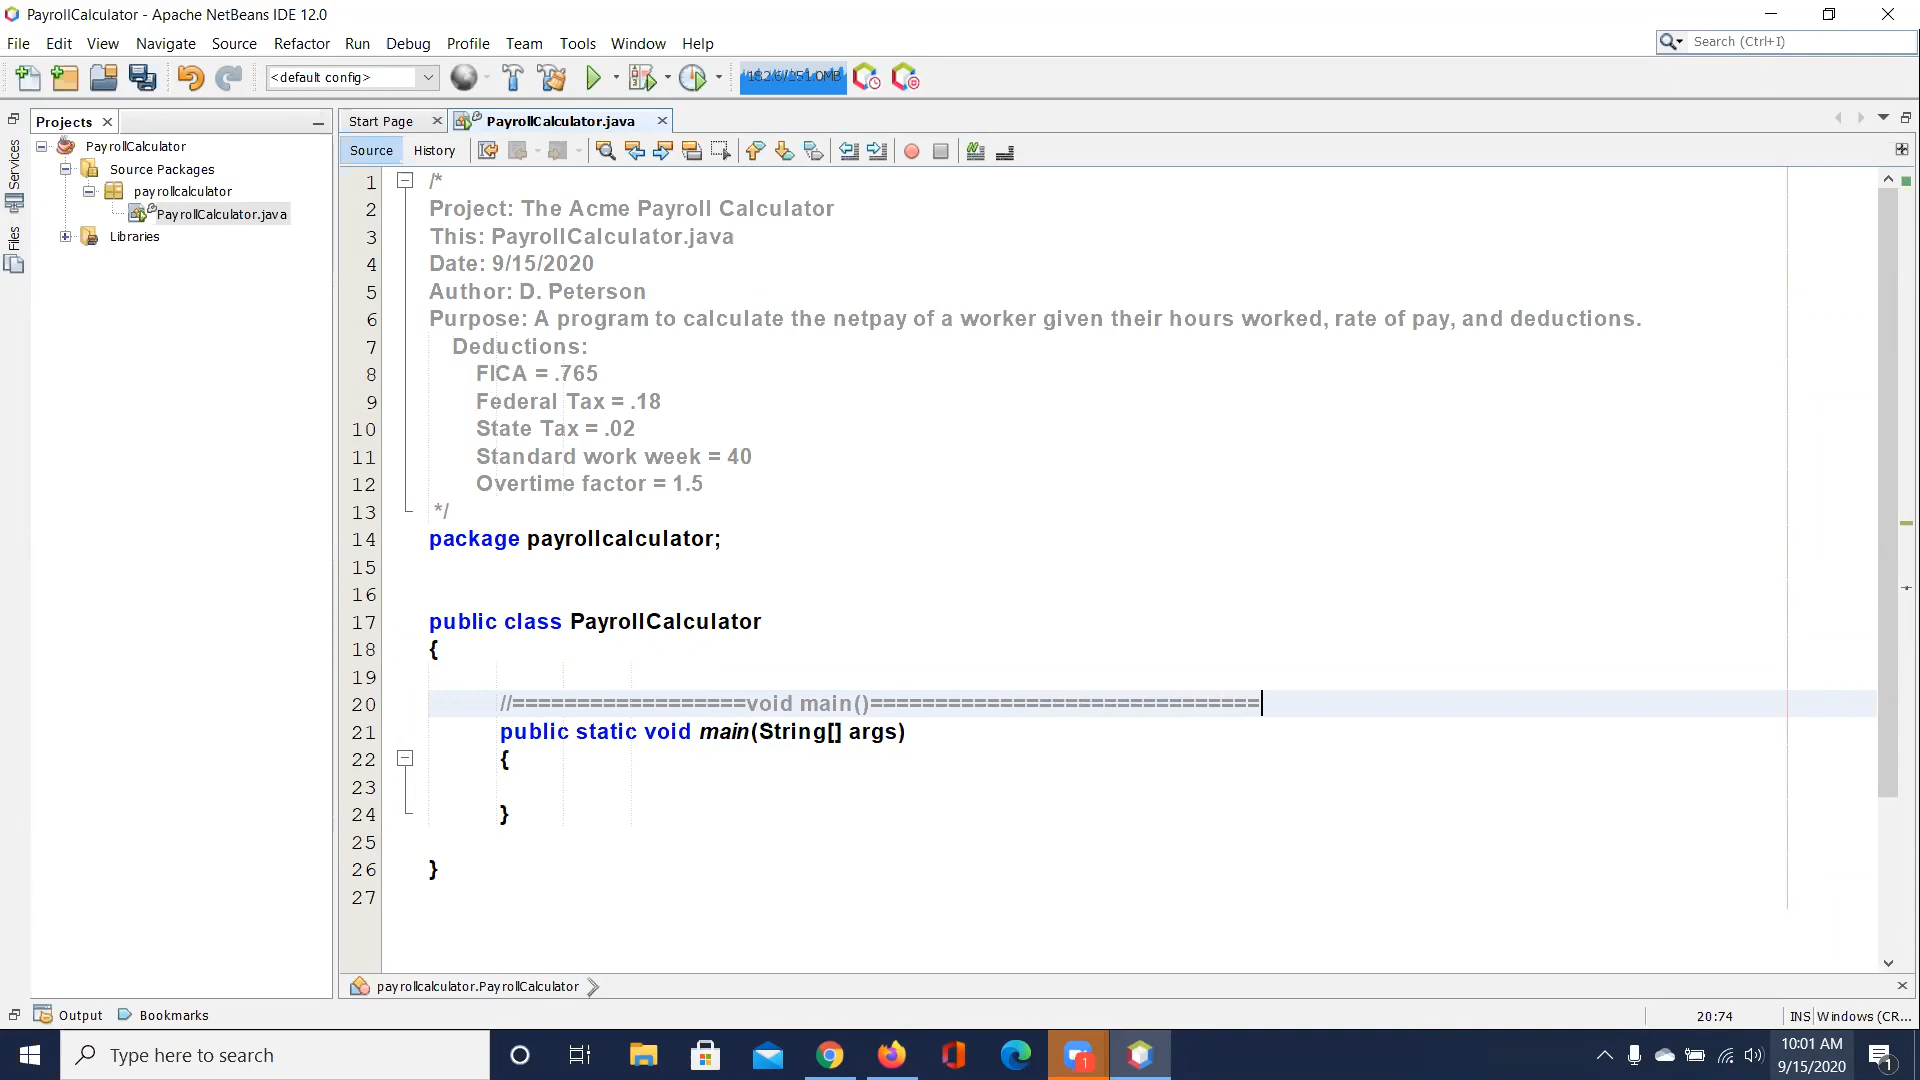 PayrollCalculator - Apache NetBeans IDE 12.0
File Edit View Navigate Source Refactor Run Debug Profile Team Tools Window Help
Search (Ctrl+I)
<default config>
182.6/251.0MB
Projects
Start Page
PayrollCalculator.java
Source
History
Services
Files
PayrollCalculator
Source Packages
payrollcalculator
PayrollCalculator.java
Libraries
1 /*
2 Project: The Acme Payroll Calculator
3 This: PayrollCalculator.java
4 Date: 9/15/2020
5 Author: D. Peterson
6 Purpose: A program to calculate the netpay of a worker given their hours worked, rate of pay, and deductions.
7 Deductions:
8 FICA = .765
9 Federal Tax = .18
10 State Tax = .02
11 Standard work week = 40
12 Overtime factor = 1.5
13 */
14 package payrollcalculator;
15
16
17 public class PayrollCalculator
18 {
19
20 //==================void main()==============================
21 public static void main(String[] args)
22 {
23
24 }
25
26 }
27
payrollcalculator.PayrollCalculator
Output
Bookmarks
20:74
INS
Windows (CR...
Type here to search
1
10:01 AM
9/15/2020
1